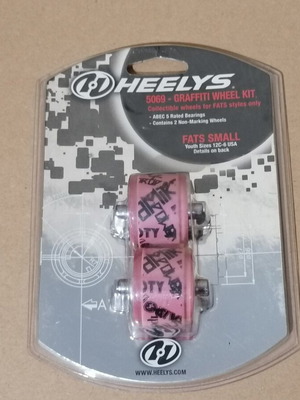 HEELYS
5069 - GRAFFITI WHEEL KIT
Collectible wheels for FATS styles only
- ABEC 5 Rated Bearings
- Contains 2 Non-Marking Wheels
FATS SMALL
Youth Sizes 12C-6 USA
Details on back
A
HEELYS
WWW.HEELYS.COM